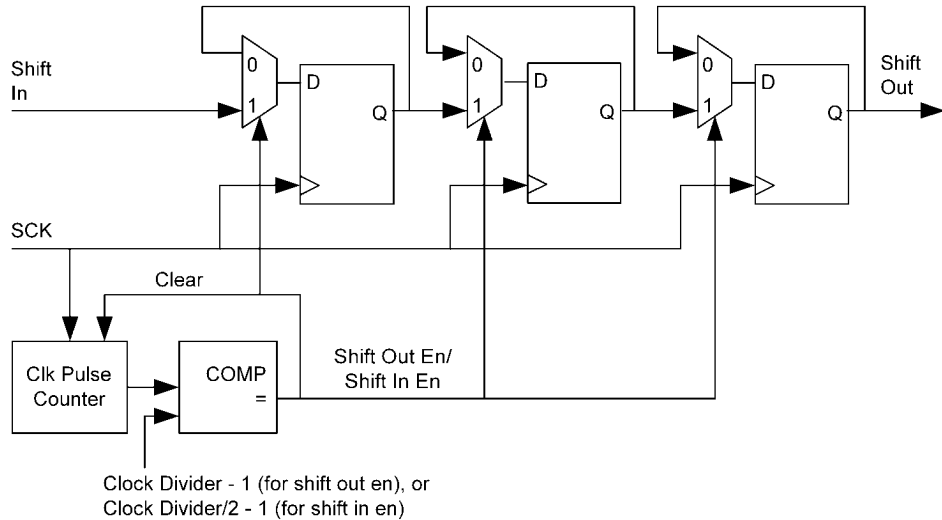 Shift
In
0
1
D
Q
0
1
D
Q
0
1
D
Q
Shift
Out
SCK
Clear
Clk Pulse
Counter
COMP
=
Shift Out En/
Shift In En
Clock Divider - 1 (for shift out en), or
Clock Divider/2 - 1 (for shift in en)